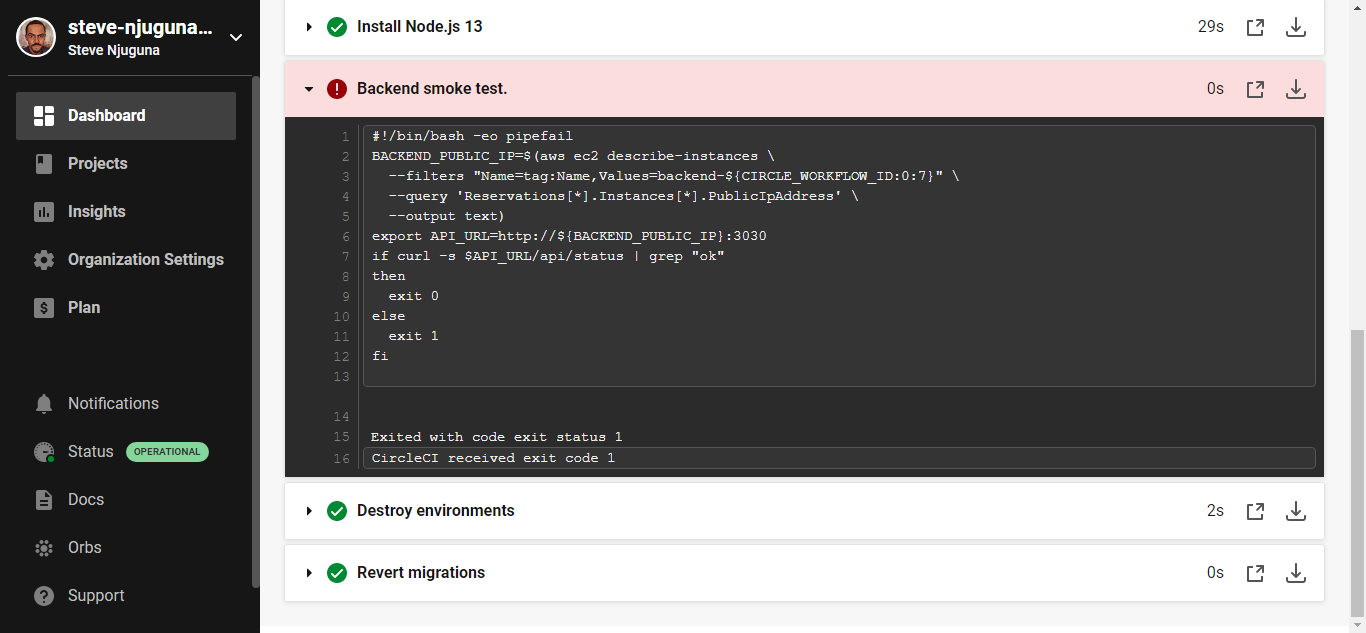 steve-njuguna...
Steve Njuguna
Dashboard
Projects
Insights
Organization Settings
Plan
Notifications
Status OPERATIONAL
Docs
Orbs
Support
Install Node.js 13 29s
Backend smoke test. 0s
1 #!/bin/bash -eo pipefail
2 BACKEND_PUBLIC_IP=$(aws ec2 describe-instances \
3 --filters "Name=tag:Name,Values=backend-${CIRCLE_WORKFLOW_ID:0:7}" \
4 --query 'Reservations[*].Instances[*].PublicIpAddress' \
5 --output text)
6 export API_URL=http://${BACKEND_PUBLIC_IP}:3030
7 if curl -s $API_URL/api/status | grep "ok"
8 then
9 exit 0
10 else
11 exit 1
12 fi
13
14
15 Exited with code exit status 1
16 CircleCI received exit code 1
Destroy environments 2s
Revert migrations 0s